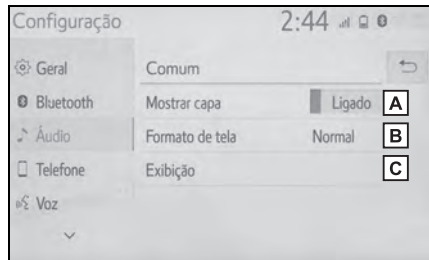 Configuração 2:44
Geral
Comum
Bluetooth
Mostrar capa Ligado A
Áudio
Formato de tela Normal B
Telefone
Exibição C
Voz